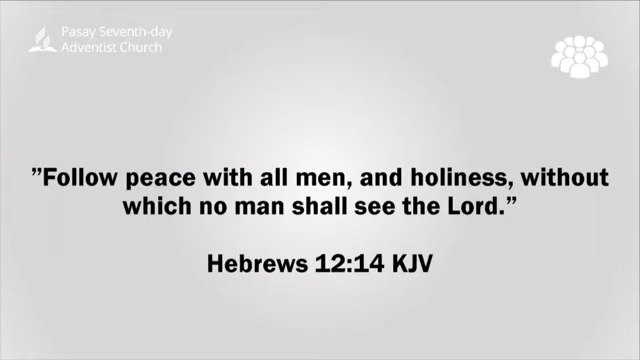 Pasay Seventh-day
Adventist Church
”Follow peace with all men, and holiness, without
which no man shall see the Lord.”
Hebrews 12:14 KJV